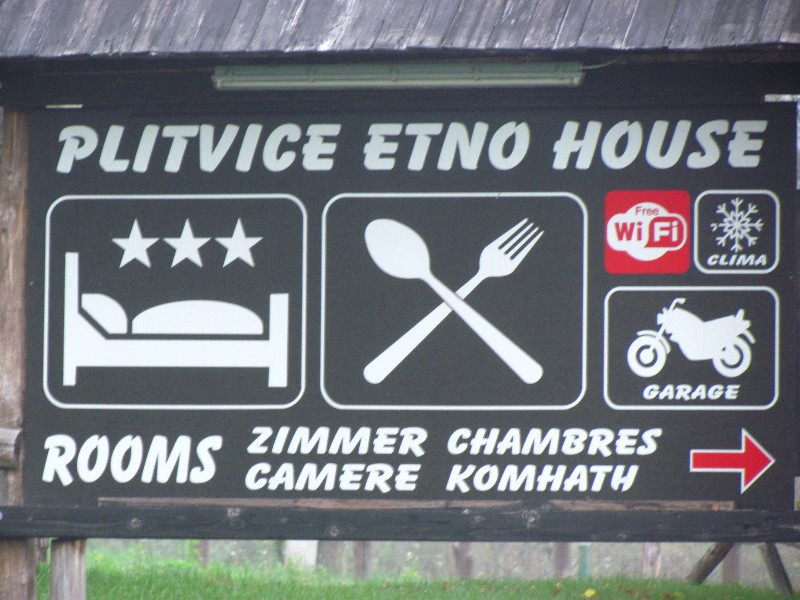 PLITVICE ETNO HOUSE
Free
WiFi
CLIMA
GARAGE
ROOMS ZIMMER CHAMBRES
CAMERE KOMHATH